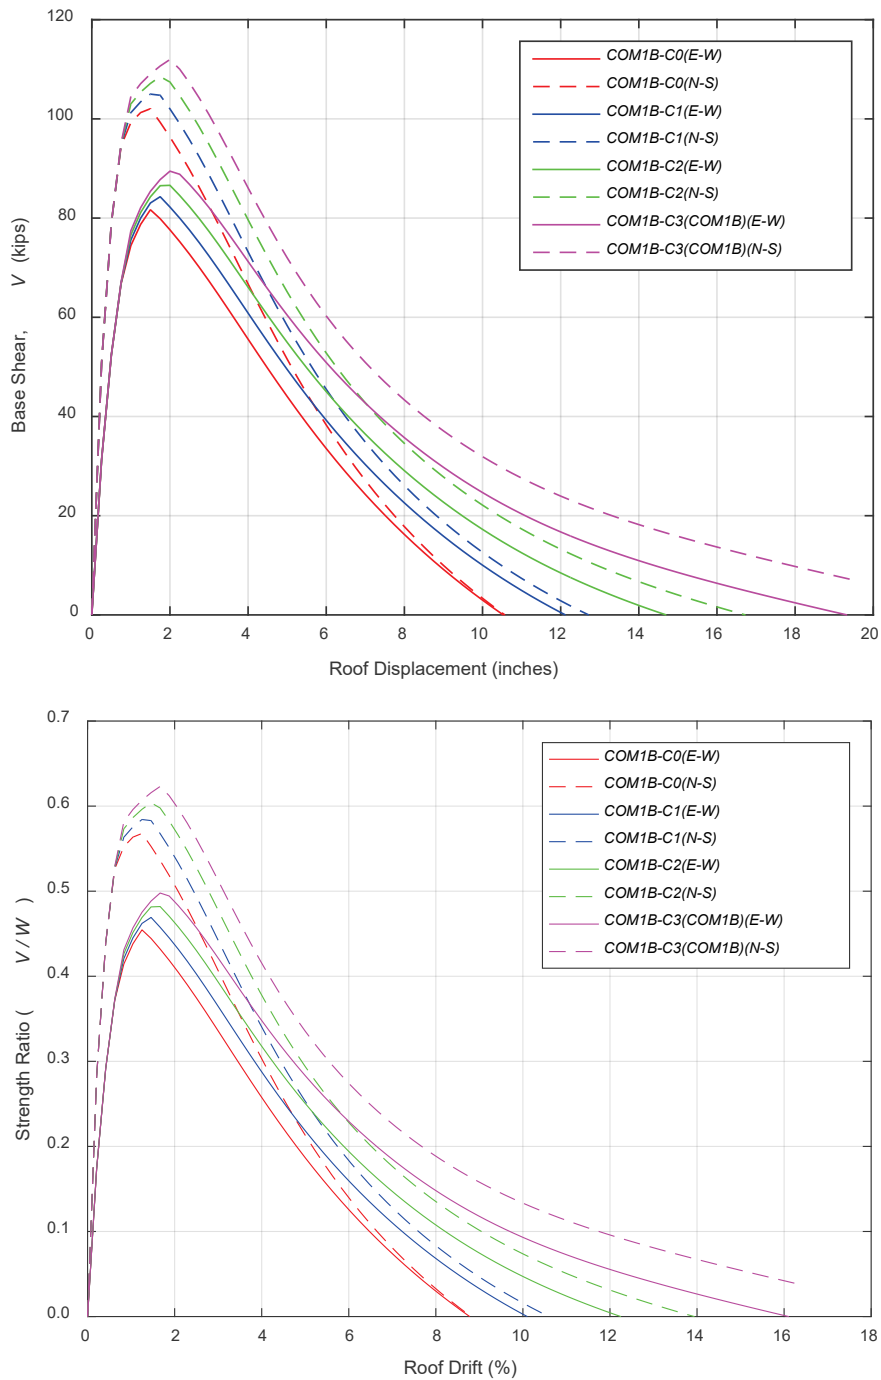 120
100
80
60
40
20
0
Base Shear, V (kips)
COM1B-C0(E-W)
COM1B-C0(N-S)
COM1B-C1(E-W)
COM1B-C1(N-S)
COM1B-C2(E-W)
COM1B-C2(N-S)
COM1B-C3(COM1B)(E-W)
COM1B-C3(COM1B)(N-S)
0 2 4 6 8 10 12 14 16 18 20
Roof Displacement (inches)
0.7
0.6
0.5
0.4
0.3
0.2
0.1
0.0
Strength Ratio ( V / W )
COM1B-C0(E-W)
COM1B-C0(N-S)
COM1B-C1(E-W)
COM1B-C1(N-S)
COM1B-C2(E-W)
COM1B-C2(N-S)
COM1B-C3(COM1B)(E-W)
COM1B-C3(COM1B)(N-S)
0 2 4 6 8 10 12 14 16 18
Roof Drift (%)